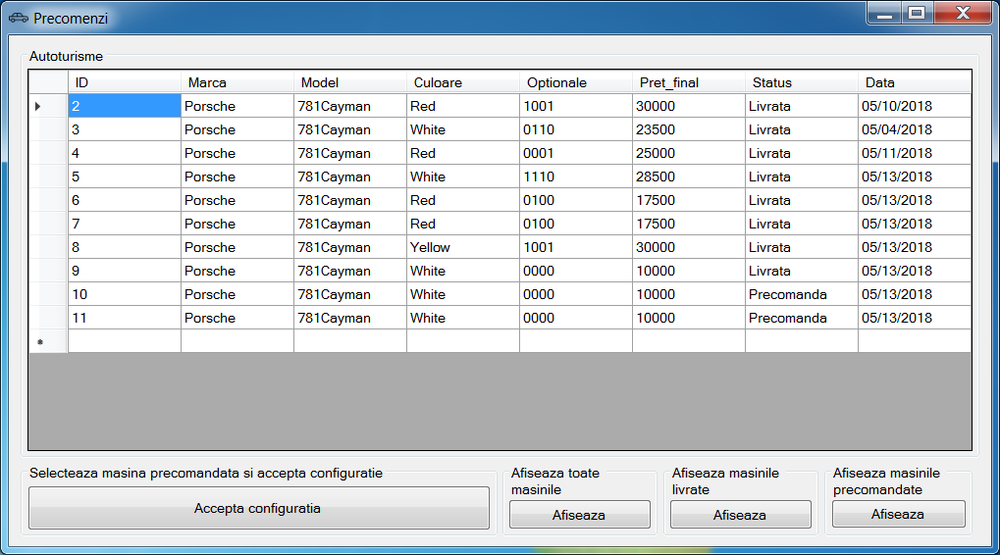 Precomenzi
Autoturisme
ID Marca Model Culoare Optionale Pret_final Status Data
2 Porsche 781Cayman Red 1001 30000 Livrata 05/10/2018
3 Porsche 781Cayman White 0110 23500 Livrata 05/04/2018
4 Porsche 781Cayman Red 0001 25000 Livrata 05/11/2018
5 Porsche 781Cayman White 1110 28500 Livrata 05/13/2018
6 Porsche 781Cayman Red 0100 17500 Livrata 05/13/2018
7 Porsche 781Cayman Red 0100 17500 Livrata 05/13/2018
8 Porsche 781Cayman Yellow 1001 30000 Livrata 05/13/2018
9 Porsche 781Cayman White 0000 10000 Livrata 05/13/2018
10 Porsche 781Cayman White 0000 10000 Precomanda 05/13/2018
11 Porsche 781Cayman White 0000 10000 Precomanda 05/13/2018
Selecteaza masina precomandata si accepta configuratie
Accepta configuratia
Afiseaza toate
masinile
Afiseaza
Afiseaza masinile
livrate
Afiseaza
Afiseaza masinile
precomandate
Afiseaza